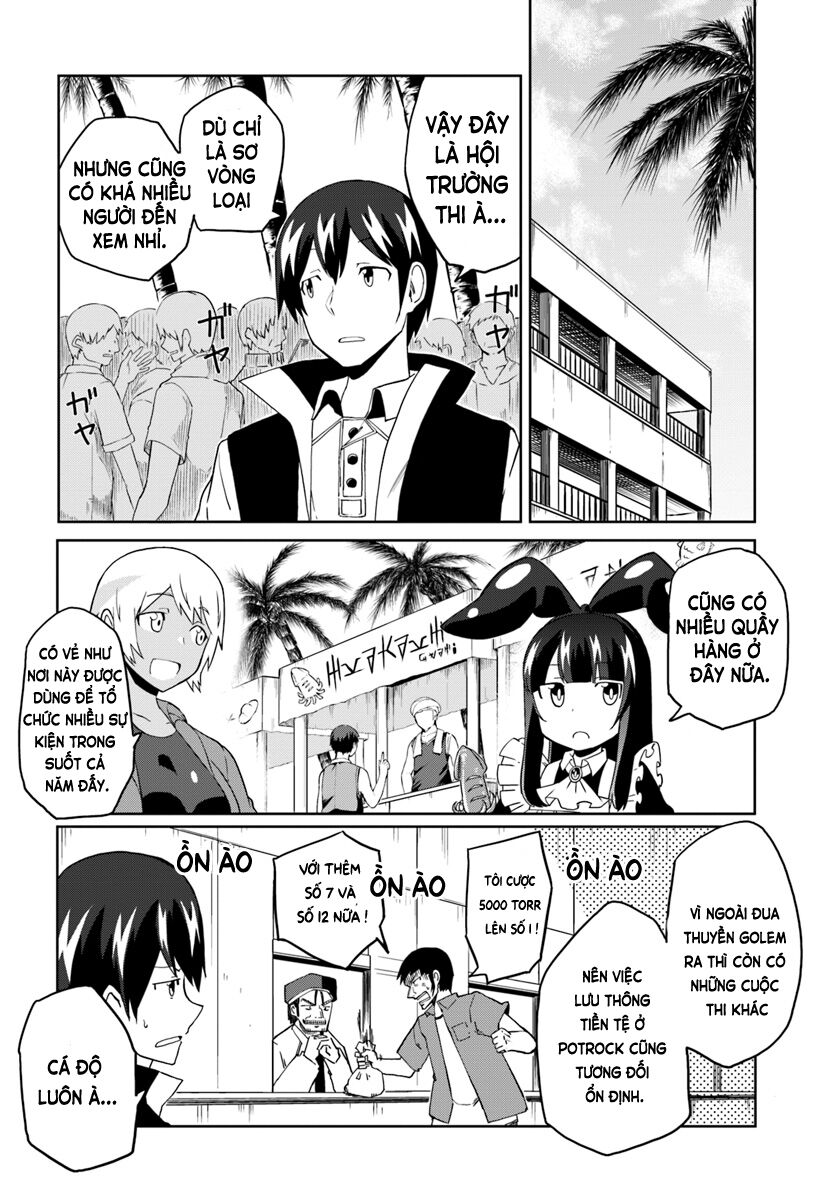 VẬY ĐÂY
LÀ HỘI
TRƯỜNG
THI À...
DÙ CHỈ
LÀ SƠ
VÒNG
LOẠI
NHƯNG CŨNG
CÓ KHÁ NHIỀU
NGƯỜI ĐẾN
XEM NHỈ.
ガヤ
ガヤ
CŨNG CÓ
NHIỀU QUẦY
HÀNG Ở
ĐÂY NỮA.
CÓ VẺ NHƯ
NƠI NÀY ĐƯỢC
DÙNG ĐỂ TỔ
CHỨC NHIỀU SỰ
KIỆN TRONG
SUỐT CẢ
NĂM ĐẤY.
VÌ NGOÀI ĐUA
THUYỀN GOLEM
RA THÌ CÒN CÓ
NHỮNG CUỘC
THI KHÁC
NÊN VIỆC
LƯU THÔNG
TIỀN TỆ Ở
POTROCK CŨNG
TƯƠNG ĐỐI
ỔN ĐỊNH.
ỒN ÀO
TÔI CƯỢC
5000 TORR
LÊN SỐ 1 !
ỒN ÀO
VỚI THÊM
SỐ 7 VÀ
SỐ 12 NỮA !
ỒN ÀO
CÁ ĐỘ
LUÔN À...